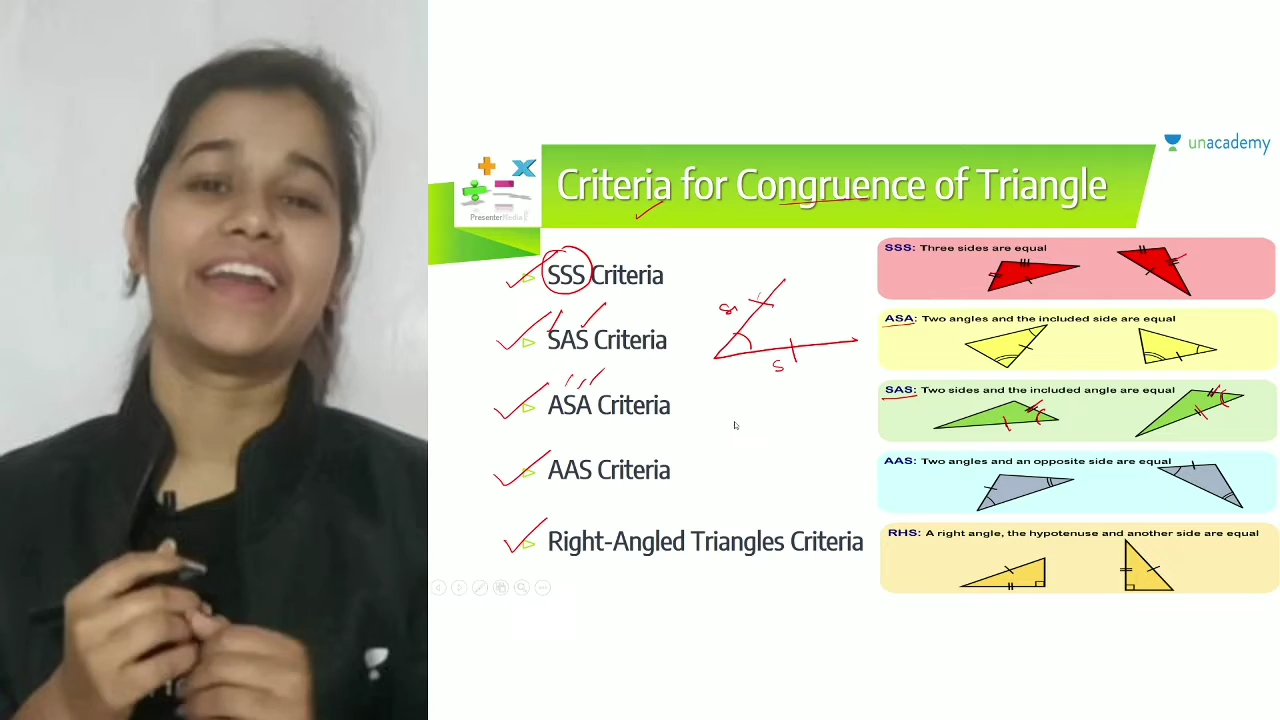 unacademy
Criteria for Congruence of Triangle
PresenterMedia
SSS Criteria
SAS Criteria
ASA Criteria
AAS Criteria
Right-Angled Triangles Criteria
S
S
SSS: Three sides are equal
ASA: Two angles and the included side are equal
SAS: Two sides and the included angle are equal
AAS: Two angles and an opposite side are equal
RHS: A right angle, the hypotenuse and another side are equal